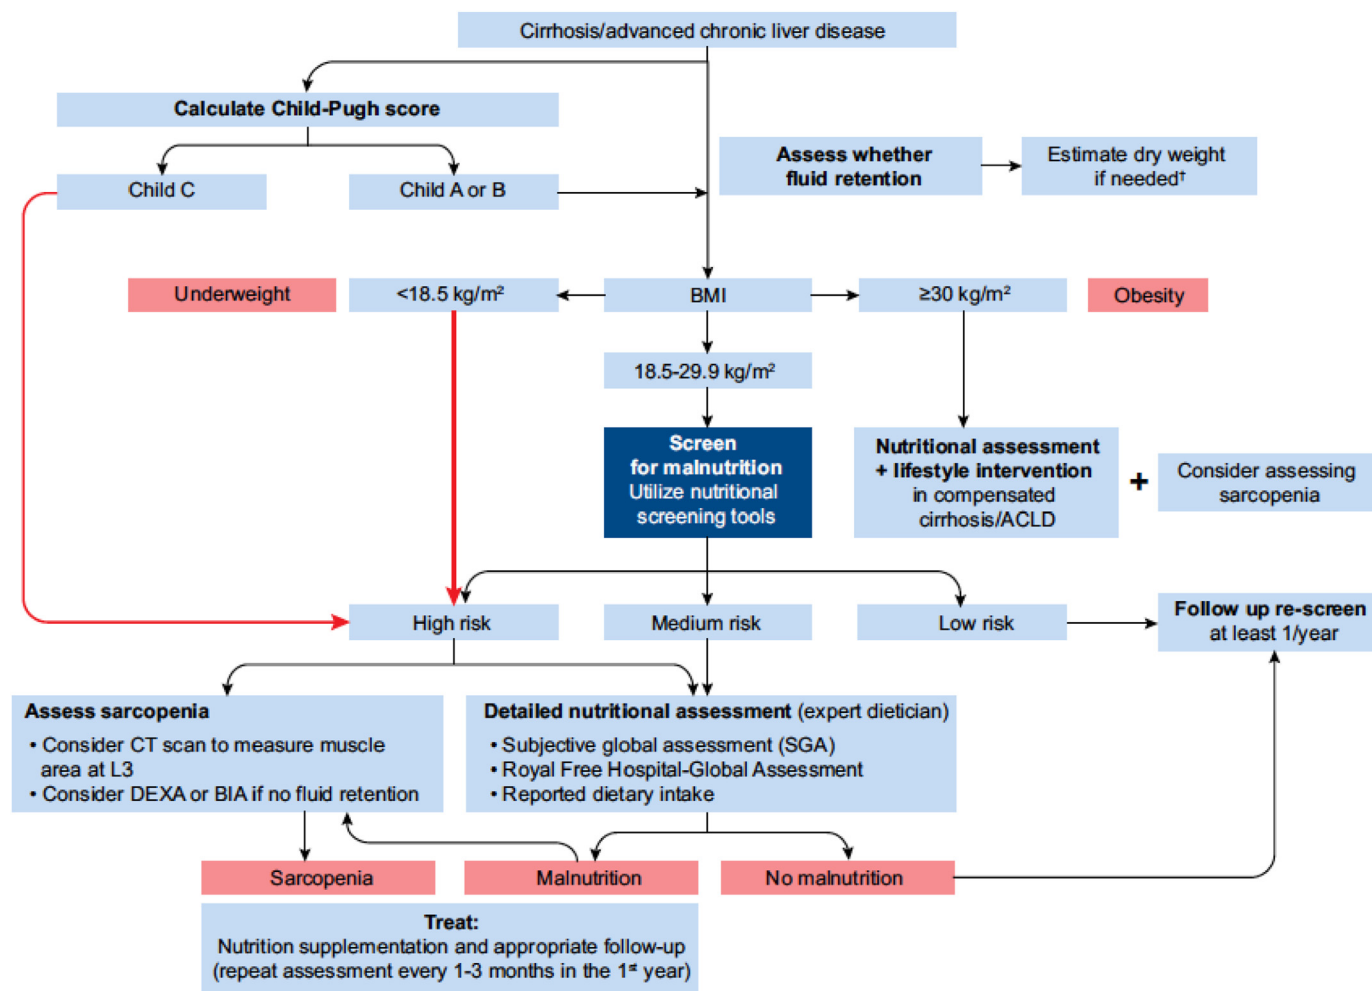 Cirrhosis/advanced chronic liver disease
Calculate Child-Pugh score
Assess whether
fluid retention
Estimate dry weight
if needed†
Child C
Child A or B
Underweight
<18.5 kg/m²
BMI
≥30 kg/m²
Obesity
18.5-29.9 kg/m²
Screen
for malnutrition
Utilize nutritional
screening tools
Nutritional assessment
+ lifestyle intervention
in compensated
cirrhosis/ACLD
+
Consider assessing
sarcopenia
High risk
Medium risk
Low risk
Follow up re-screen
at least 1/year
Assess sarcopenia
• Consider CT scan to measure muscle
area at L3
• Consider DEXA or BIA if no fluid retention
Detailed nutritional assessment (expert dietician)
• Subjective global assessment (SGA)
• Royal Free Hospital-Global Assessment
• Reported dietary intake
Sarcopenia
Malnutrition
No malnutrition
Treat:
Nutrition supplementation and appropriate follow-up
(repeat assessment every 1-3 months in the 1st year)